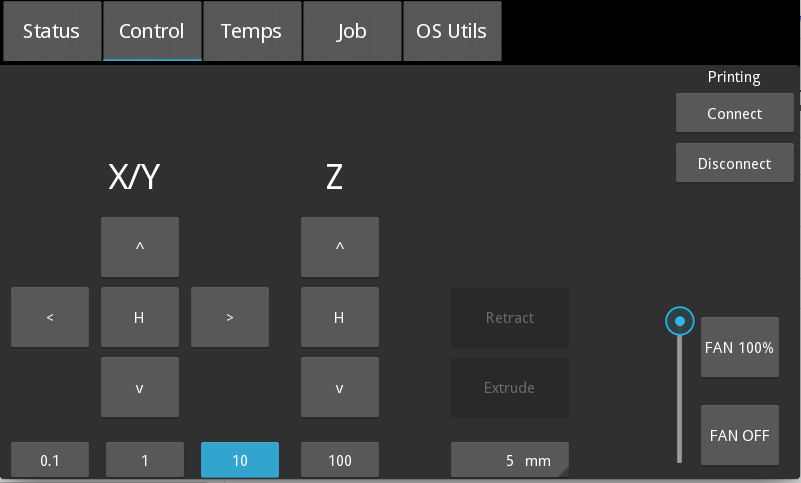 Status Control Temps Job OS Utils
Printing
Connect
Disconnect
X/Y Z
^ ^
< H > H Retract
FAN 100%
v v Extrude
FAN OFF
0.1 1 10 100 5 mm